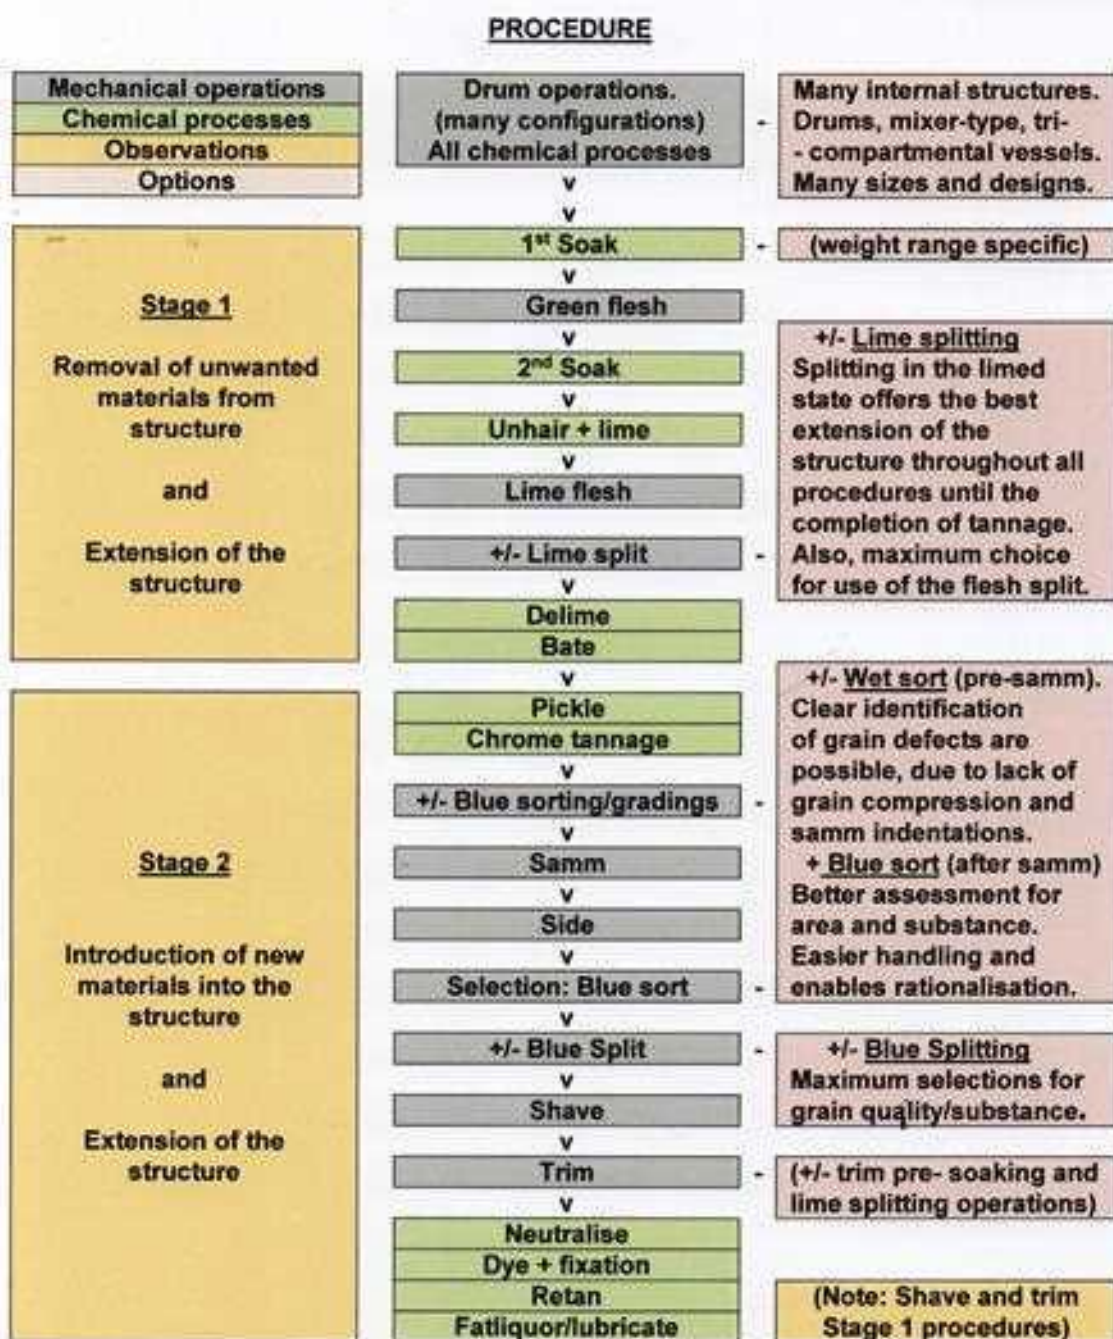 PROCEDURE
Mechanical operations
Chemical processes
Observations
Options
Drum operations.
(many configurations)
All chemical processes
-
Many internal structures.
Drums, mixer-type, tri-
- compartmental vessels.
Many sizes and designs.
v
v
1st Soak
-
(weight range specific)
v
Green flesh
v
2nd Soak
v
Unhair + lime
v
Lime flesh
v
+/- Lime split
-
v
Delime
Bate
v
Stage 1
Removal of unwanted
materials from
structure
and
Extension of the
structure
+/- Lime splitting
Splitting in the limed
state offers the best
extension of the
structure throughout all
procedures until the
completion of tannage.
Also, maximum choice
for use of the flesh split.
Pickle
Chrome tannage
v
+/- Blue sorting/gradings
-
v
Samm
v
Side
v
Selection: Blue sort
-
v
+/- Blue Split
-
v
Shave
v
Trim
-
v
Neutralise
Dye + fixation
Retan
Fatliquor/lubricate
Stage 2
Introduction of new
materials into the
structure
and
Extension of the
structure
+/- Wet sort (pre-samm).
Clear identification
of grain defects are
possible, due to lack of
grain compression and
samm indentations.
+ Blue sort (after samm)
Better assessment for
area and substance.
Easier handling and
enables rationalisation.
+/- Blue Splitting
Maximum selections for
grain quality/substance.
(+/- trim pre- soaking and
lime splitting operations)
(Note: Shave and trim
Stage 1 procedures)